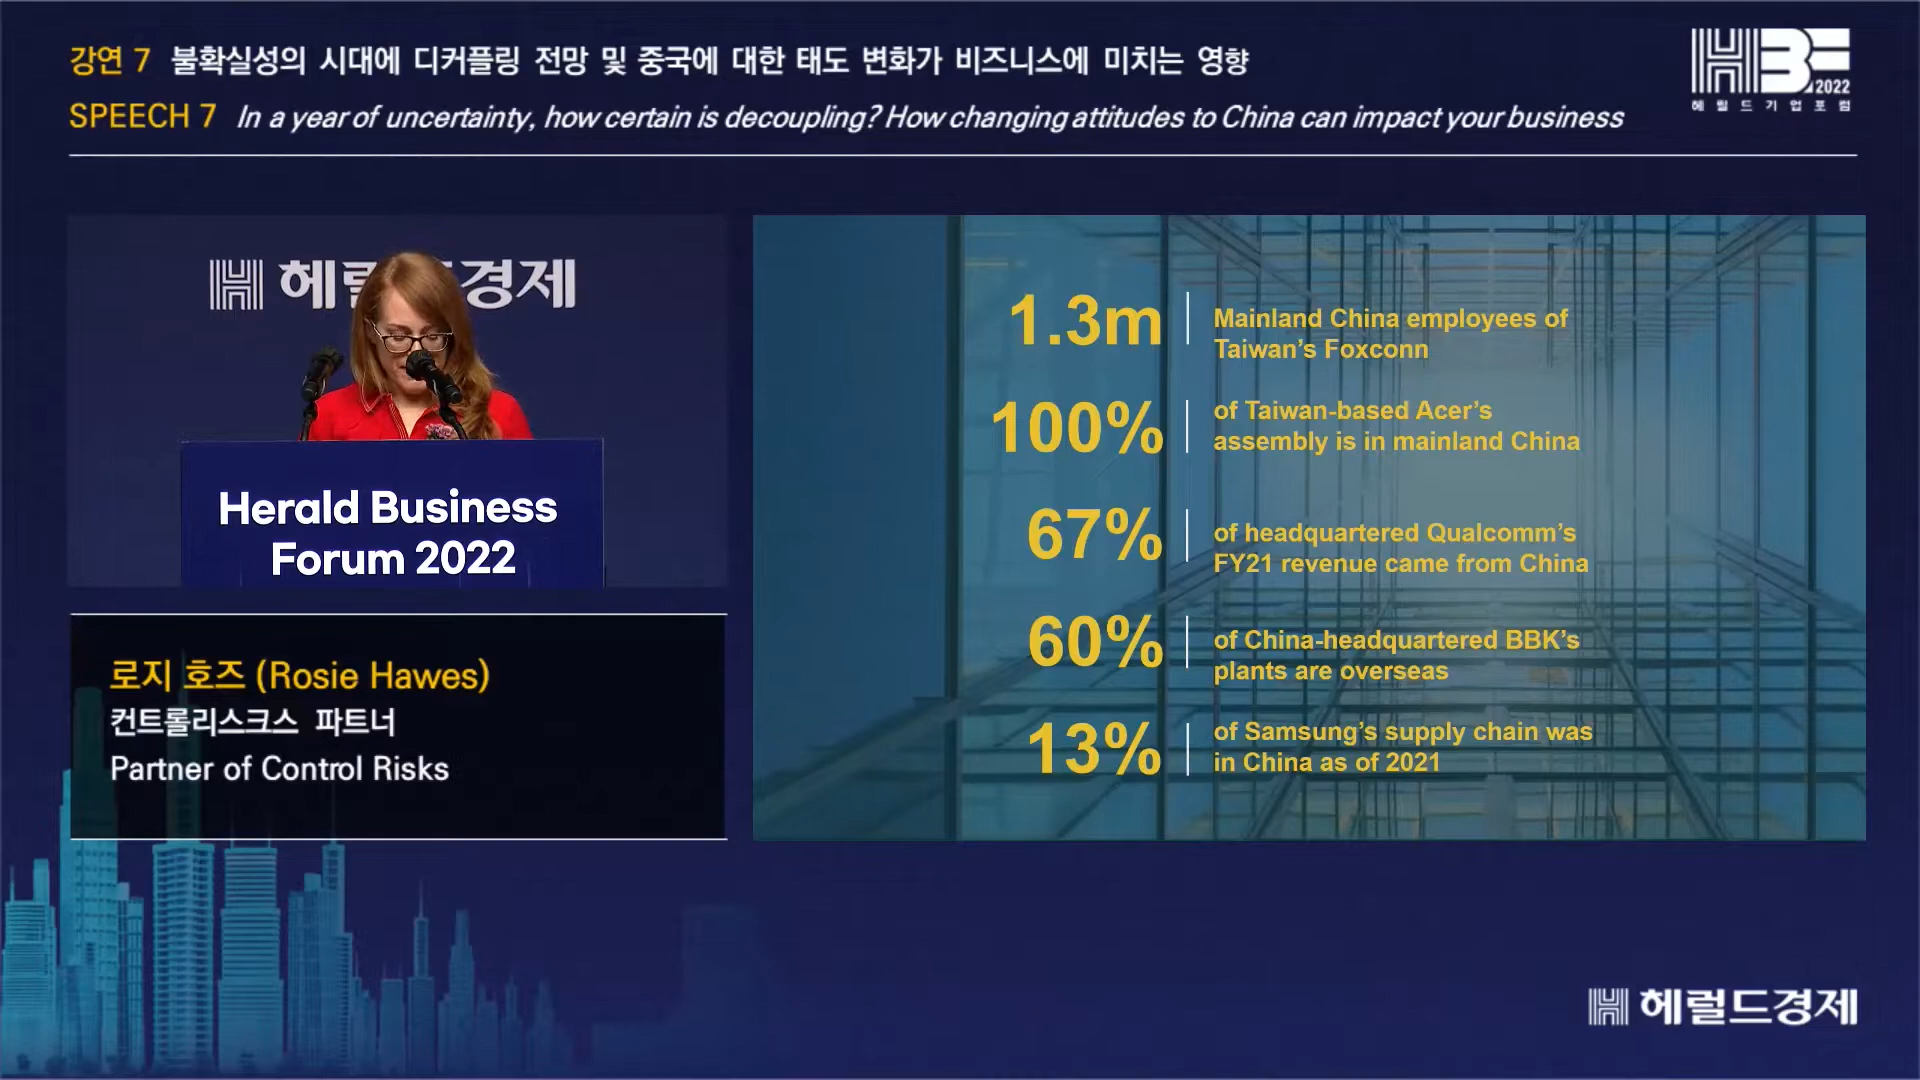 강연 7 불확실성의 시대에 디커플링 전망 및 중국에 대한 태도 변화가 비즈니스에 미치는 영향
SPEECH 7 In a year of uncertainty, how certain is decoupling? How changing attitudes to China can impact your business
HBF 2022
헤럴드기업포럼
헤럴드경제
Herald Business
Forum 2022
로지 호즈 (Rosie Hawes)
컨트롤리스크스 파트너
Partner of Control Risks
1.3m
Mainland China employees of
Taiwan’s Foxconn
100%
of Taiwan-based Acer’s
assembly is in mainland China
67%
of headquartered Qualcomm’s
FY21 revenue came from China
60%
of China-headquartered BBK’s
plants are overseas
13%
of Samsung’s supply chain was
in China as of 2021
헤럴드경제